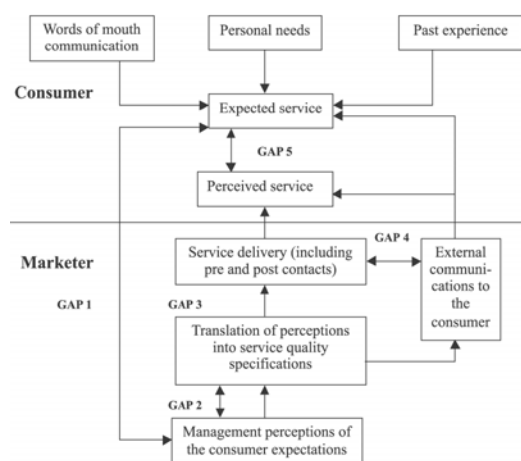 Words of mouth
communication
Personal needs
Past experience
Consumer
Expected service
GAP 5
Perceived service
Marketer
Service delivery (including
pre and post contacts)
GAP 4
External
communi-
cations to
the
consumer
GAP 1
GAP 3
Translation of perceptions
into service quality
specifications
GAP 2
Management perceptions of
the consumer expectations